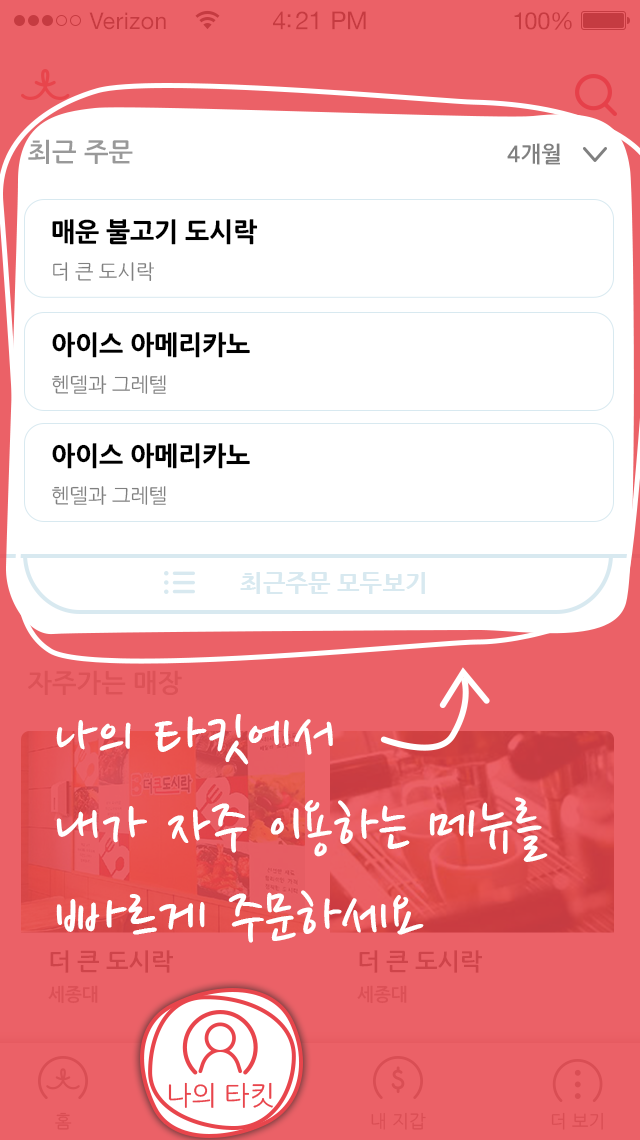 Verizon 4:21 PM 100%
최근 주문 4개월
매운 불고기 도시락
더 큰 도시락
아이스 아메리카노
헨델과 그레텔
아이스 아메리카노
헨델과 그레텔
최근주문 모두보기
자주가는 매장
나의 타킷에서
더큰도시락
내가 자주 이용하는 메뉴를
빠르게 주문하세요
더 큰 도시락 더 큰 도시락
세종대 세종대
홈 나의 타킷 내 지갑 더 보기